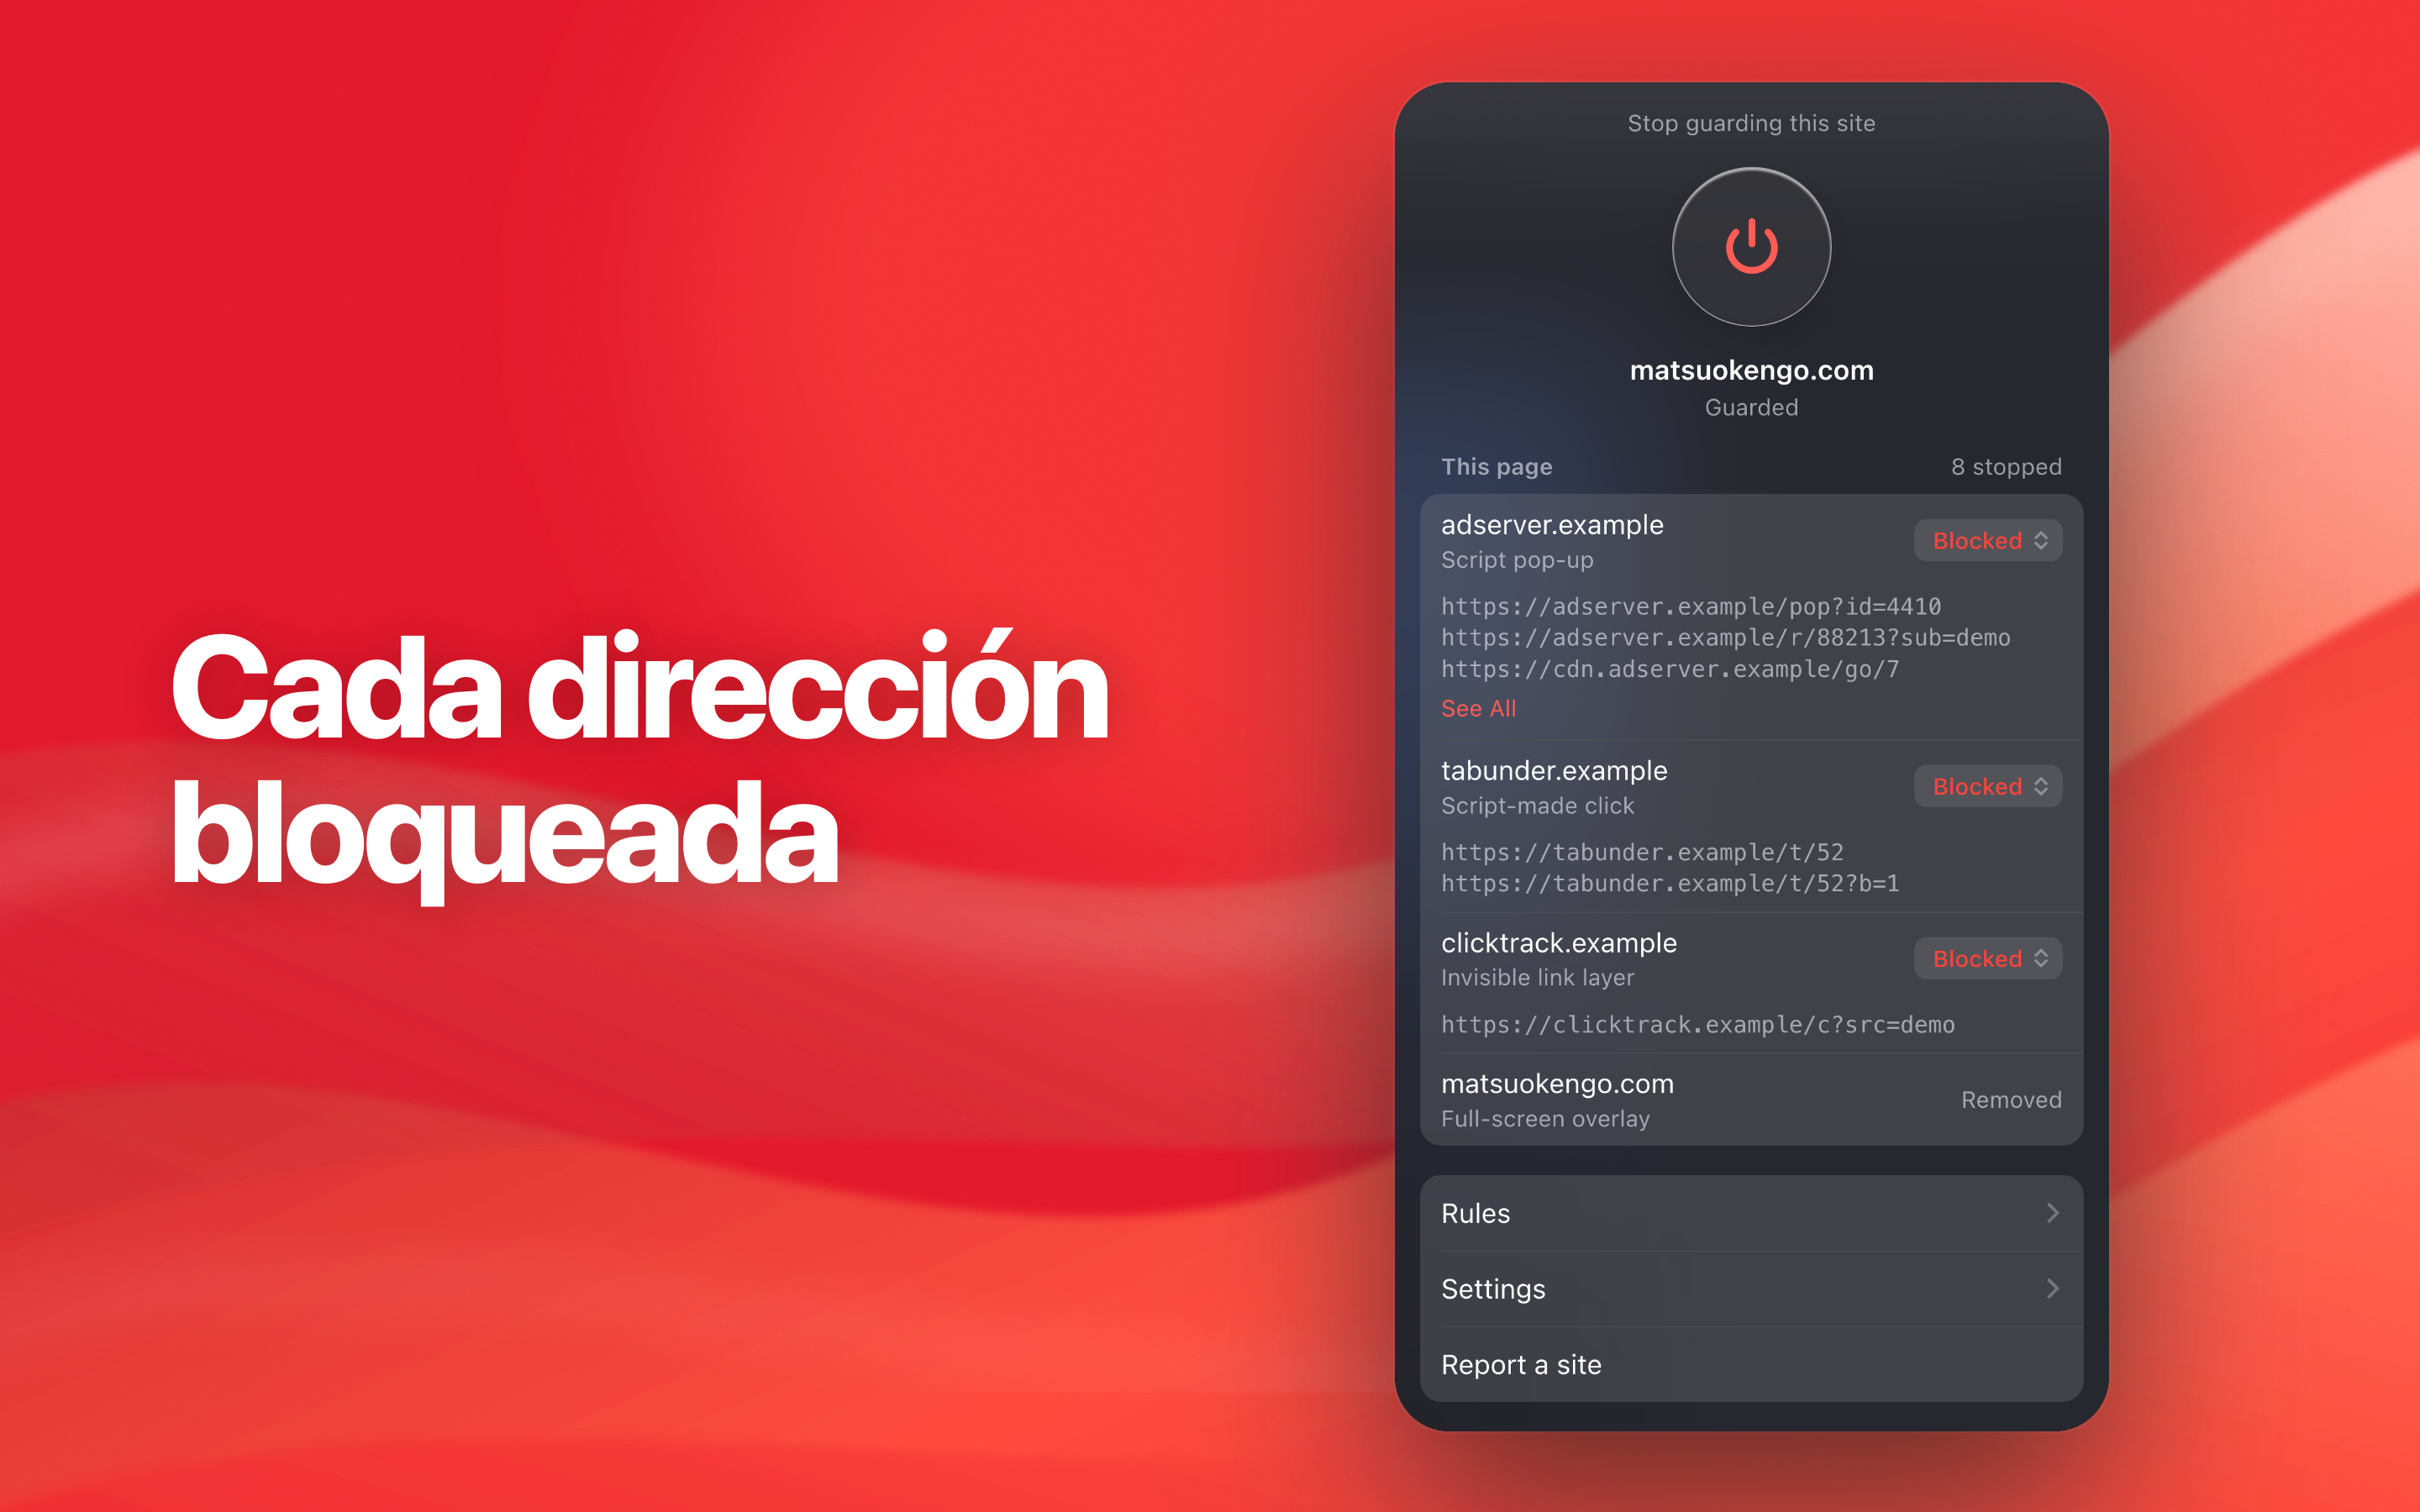 Cada dirección
bloqueada
Stop guarding this site
matsuokengo.com
Guarded
This page
8 stopped
adserver.example
Script pop-up
Blocked
https://adserver.example/pop?id=4410
https://adserver.example/r/88213?sub=demo
https://cdn.adserver.example/go/7
See All
tabunder.example
Script-made click
Blocked
https://tabunder.example/t/52
https://tabunder.example/t/52?b=1
clicktrack.example
Invisible link layer
Blocked
https://clicktrack.example/c?src=demo
matsuokengo.com
Full-screen overlay
Removed
Rules
Settings
Report a site